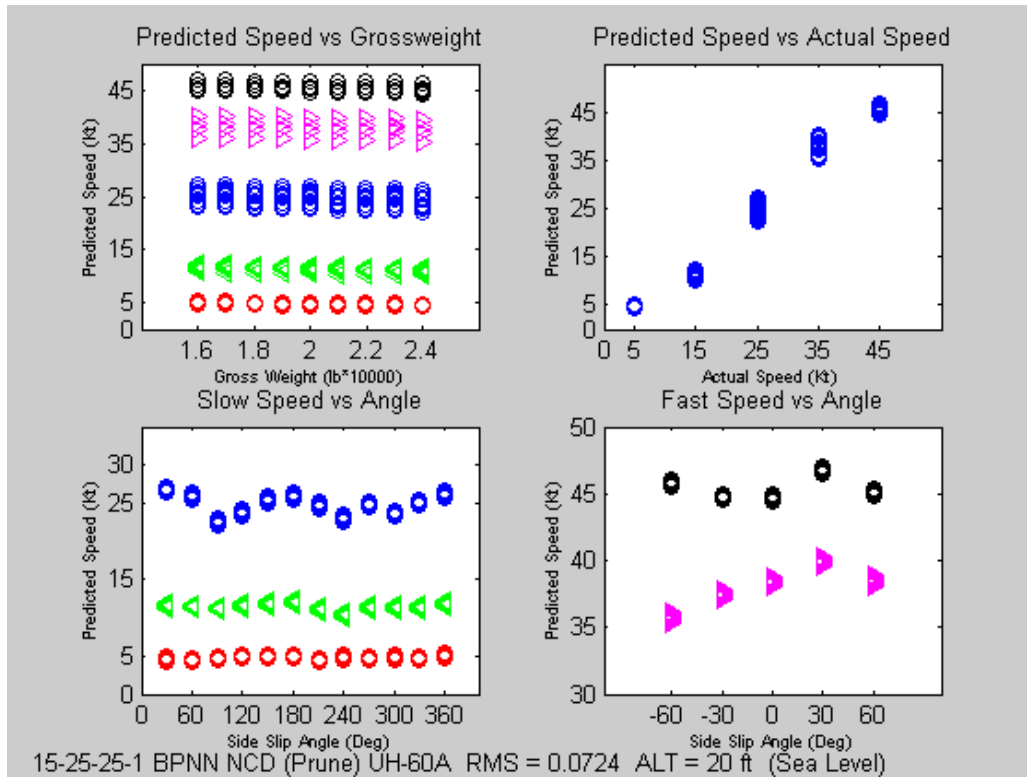 Predicted Speed vs Grossweight
Predicted Speed (Kt)
45
35
25
15
5
0
1.6 1.8 2 2.2 2.4
Gross Weight (lb*10000)
Predicted Speed vs Actual Speed
Predicted Speed (Kt)
45
35
25
15
5
0
0 5 15 25 35 45
Actual Speed (Kt)
Slow Speed vs Angle
Predicted Speed (Kt)
30
25
15
5
0
0 60 120 180 240 300 360
Side Slip Angle (Deg)
Fast Speed vs Angle
Predicted Speed (Kt)
50
45
40
35
30
-60 -30 0 30 60
Side Slip Angle (Deg)
15-25-25-1 BPNN NCD (Prune) UH-60A RMS = 0.0724 ALT = 20 ft (Sea Level)